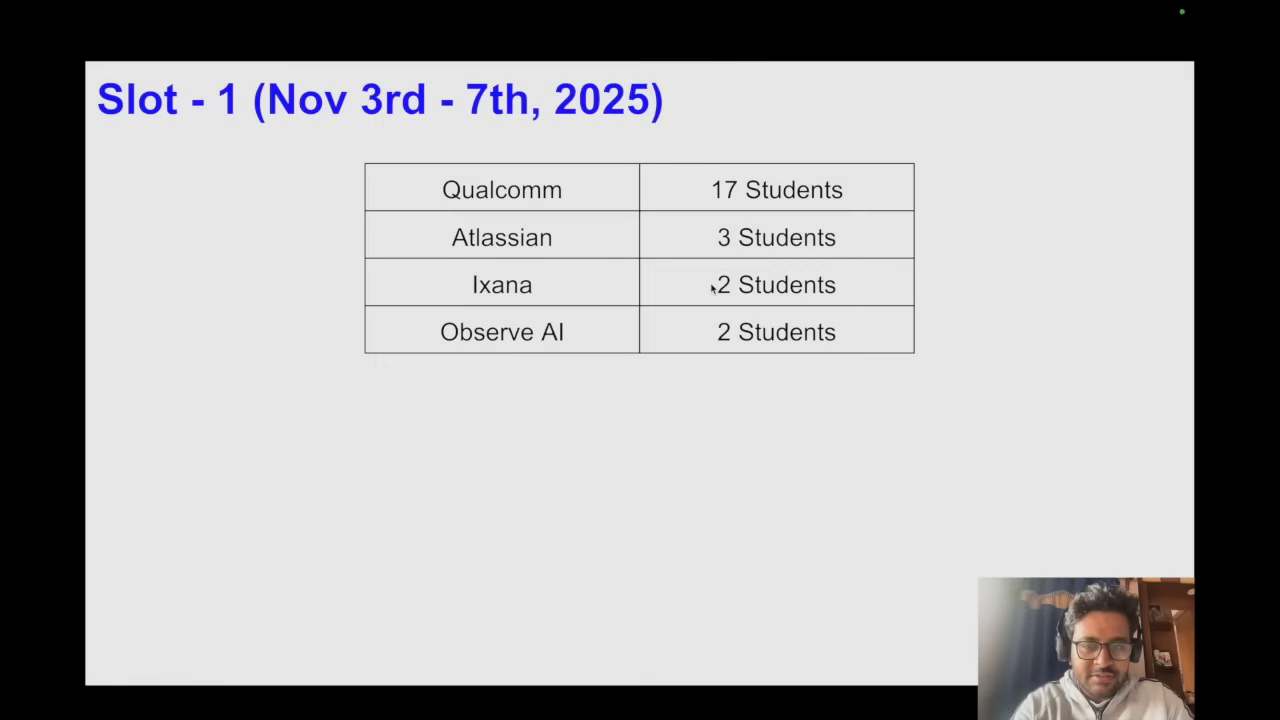 Slot - 1 (Nov 3rd - 7th, 2025)
Qualcomm 17 Students
Atlassian 3 Students
Ixana 2 Students
Observe AI 2 Students